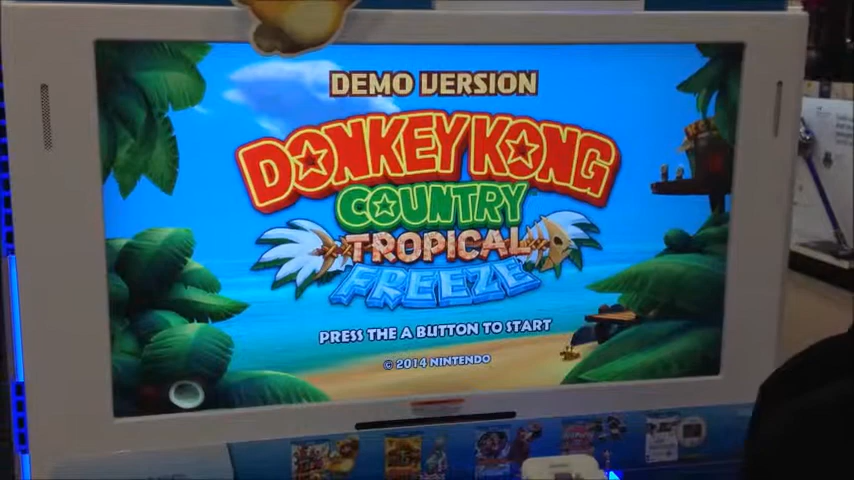 DEMO VERSION
DONKEY KONG
COUNTRY
TROPICAL
FREEZE
PRESS THE A BUTTON TO START
© 2014 NINTENDO